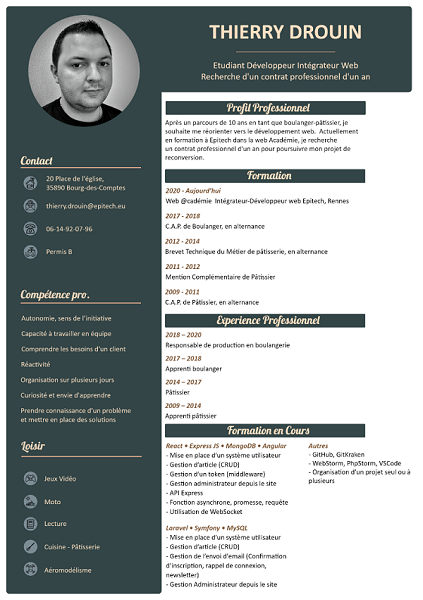 THIERRY DROUIN
Etudiant Développeur Intégrateur Web
Recherche d'un contrat professionnel d'un an
Contact
20 Place de l'église,
35890 Bourg-des-Comptes
thierry.drouin@epitech.eu
06-14-92-07-96
Permis B
Compétence pro.
Autonomie, sens de l'initiative
Capacité à travailler en équipe
Comprendre les besoins d'un client
Réactivité
Organisation sur plusieurs jours
Curiosité et envie d'apprendre
Prendre connaissance d'un problème
et mettre en place des solutions
Loisir
Jeux Vidéo
Moto
Lecture
Cuisine - Pâtisserie
Aéromodélisme
Profil Professionnel
Après un parcours de 10 ans en tant que boulanger-pâtissier, je
souhaite me réorienter vers le développement web. Actuellement
en formation à Epitech dans la web Académie, je recherche
un contrat professionnel d'un an pour poursuivre mon projet de
reconversion.
Formation
2020 - Aujourd'hui
Web @cadémie Intégrateur-Développeur web Epitech, Rennes
2017 - 2018
C.A.P. de Boulanger, en alternance
2012 - 2014
Brevet Technique du Métier de pâtisserie, en alternance
2011 - 2012
Mention Complémentaire de Pâtissier
2009 - 2011
C.A.P. de Pâtissier, en alternance
Experience Professionnel
2018 – 2020
Responsable de production en boulangerie
2017 – 2018
Apprenti boulanger
2014 – 2017
Pâtissier
2009 – 2014
Apprenti pâtissier
Formation en Cours
React • Express JS • MongoDB • Angular
- Mise en place d'un système utilisateur
- Gestion d'article (CRUD)
- Gestion d'un token (middleware)
- Gestion administrateur depuis le site
- API Express
- Fonction asynchrone, promesse, requête
- Utilisation de WebSocket
Laravel • Symfony • MySQL
- Mise en place d'un système utilisateur
- Gestion d'article (CRUD)
- Gestion de l'envoi d'email (Confirmation
d'inscription, rappel de connexion,
newsletter)
- Gestion Administrateur depuis le site
Autres
- GitHub, GitKraken
- WebStorm, PhpStorm, VSCode
- Organisation d'un projet seul ou à
plusieurs